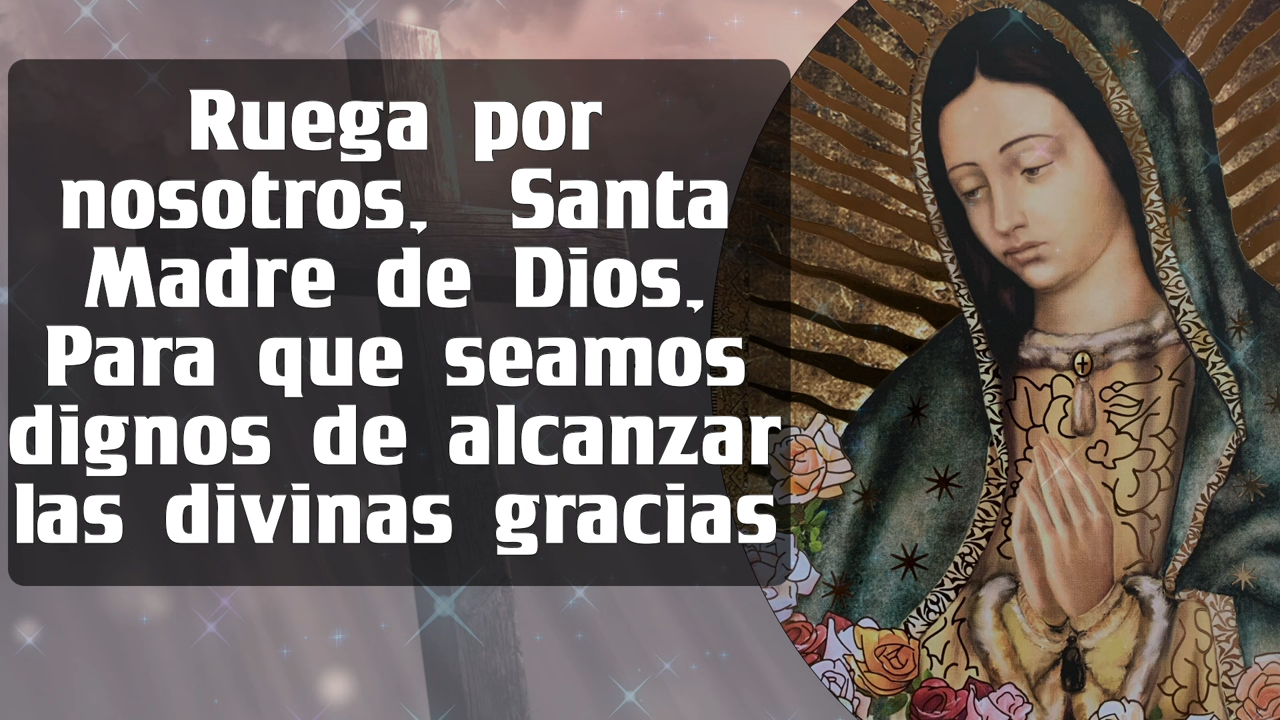 Ruega por
nosotros, Santa
Madre de Dios,
Para que seamos
dignos de alcanzar
las divinas gracias